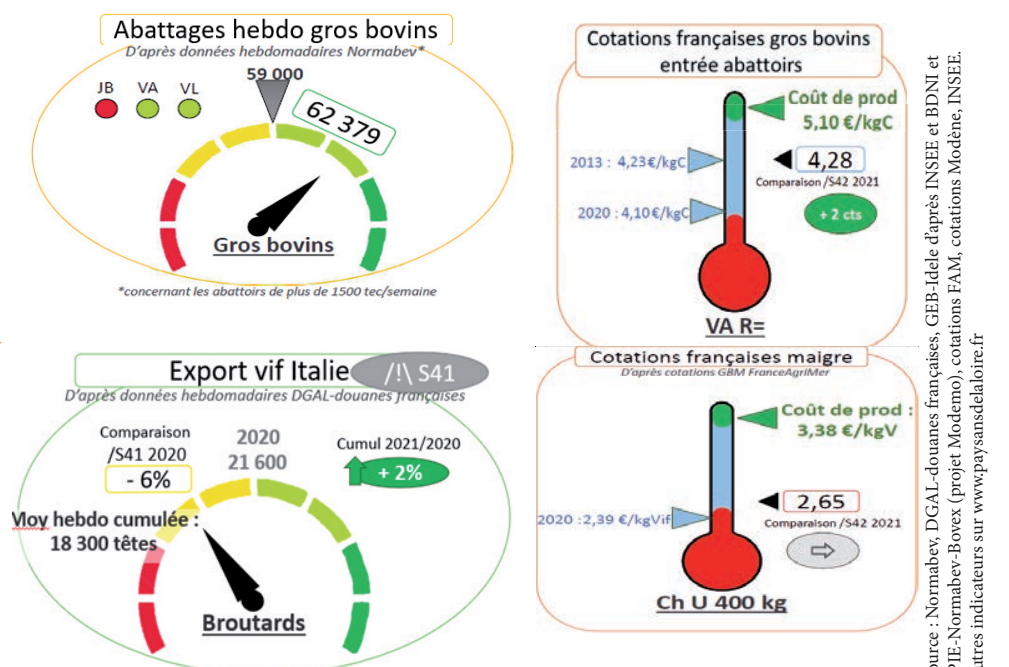 Abattages hebdo gros bovins
D'après données hebdomadaires Normabev*
59 000
JB VA VL
62 379
Gros bovins
*concernant les abattoirs de plus de 1500 tec/semaine
Cotations françaises gros bovins
entrée abattoirs
Coût de prod
5,10 €/kgC
2013 : 4,23€/kgC
4,28
Comparaison /S42 2021
2020 : 4,10€/kgC
+ 2 cts
VA R=
Export vif Italie /!\ S41
D'après données hebdomadaires DGAL-douanes françaises
Comparaison
/S41 2020
- 6%
2020
21 600
Cumul 2021/2020
+ 2%
Moy hebdo cumulée :
18 300 têtes
Broutards
Cotations françaises maigre
D'après cotations GBM FranceAgriMer
Coût de prod :
3,38 €/kgV
2,65
2020 : 2,39 €/kgVif
Comparaison /S42 2021
Ch U 400 kg
: Normabev, DGAL-douanes françaises, GEB-Idele d'après INSEE et BDNI et
-Normabev-Bovex (projet Modemo), cotations FAM, cotations Modène, INSEE.
indicateurs sur www.paysansdelaloire.fr